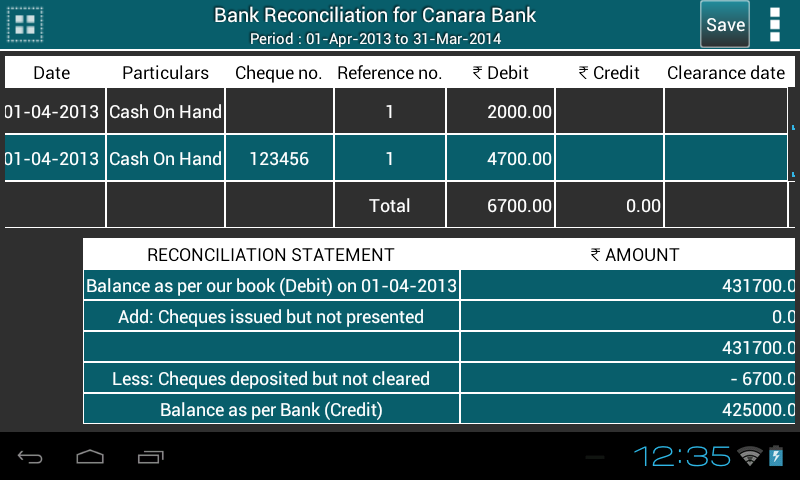 Bank Reconciliation for Canara Bank
Period : 01-Apr-2013 to 31-Mar-2014
Save
Date Particulars Cheque no. Reference no. ₹ Debit ₹ Credit Clearance date
01-04-2013 Cash On Hand 1 2000.00
01-04-2013 Cash On Hand 123456 1 4700.00
Total 6700.00 0.00
RECONCILIATION STATEMENT ₹ AMOUNT
Balance as per our book (Debit) on 01-04-2013 431700.0
Add: Cheques issued but not presented 0.0
431700.0
Less: Cheques deposited but not cleared - 6700.0
Balance as per Bank (Credit) 425000.0
12:35